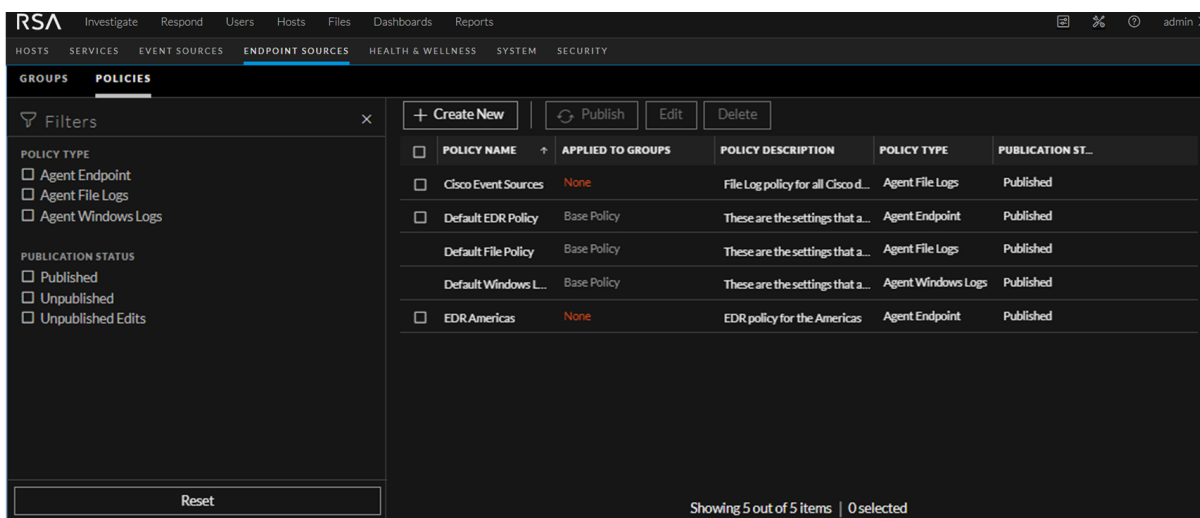 RSA Investigate Respond Users Hosts Files Dashboards Reports admin
HOSTS SERVICES EVENT SOURCES ENDPOINT SOURCES HEALTH & WELLNESS SYSTEM SECURITY
GROUPS POLICIES
Filters
POLICY TYPE
Agent Endpoint
Agent File Logs
Agent Windows Logs
PUBLICATION STATUS
Published
Unpublished
Unpublished Edits
Reset
+ Create New Publish Edit Delete
POLICY NAME ↑ APPLIED TO GROUPS POLICY DESCRIPTION POLICY TYPE PUBLICATION ST...
Cisco Event Sources None File Log policy for all Cisco d... Agent File Logs Published
Default EDR Policy Base Policy These are the settings that a... Agent Endpoint Published
Default File Policy Base Policy These are the settings that a... Agent File Logs Published
Default Windows L... Base Policy These are the settings that a... Agent Windows Logs Published
EDR Americas None EDR policy for the Americas Agent Endpoint Published
Showing 5 out of 5 items | 0 selected